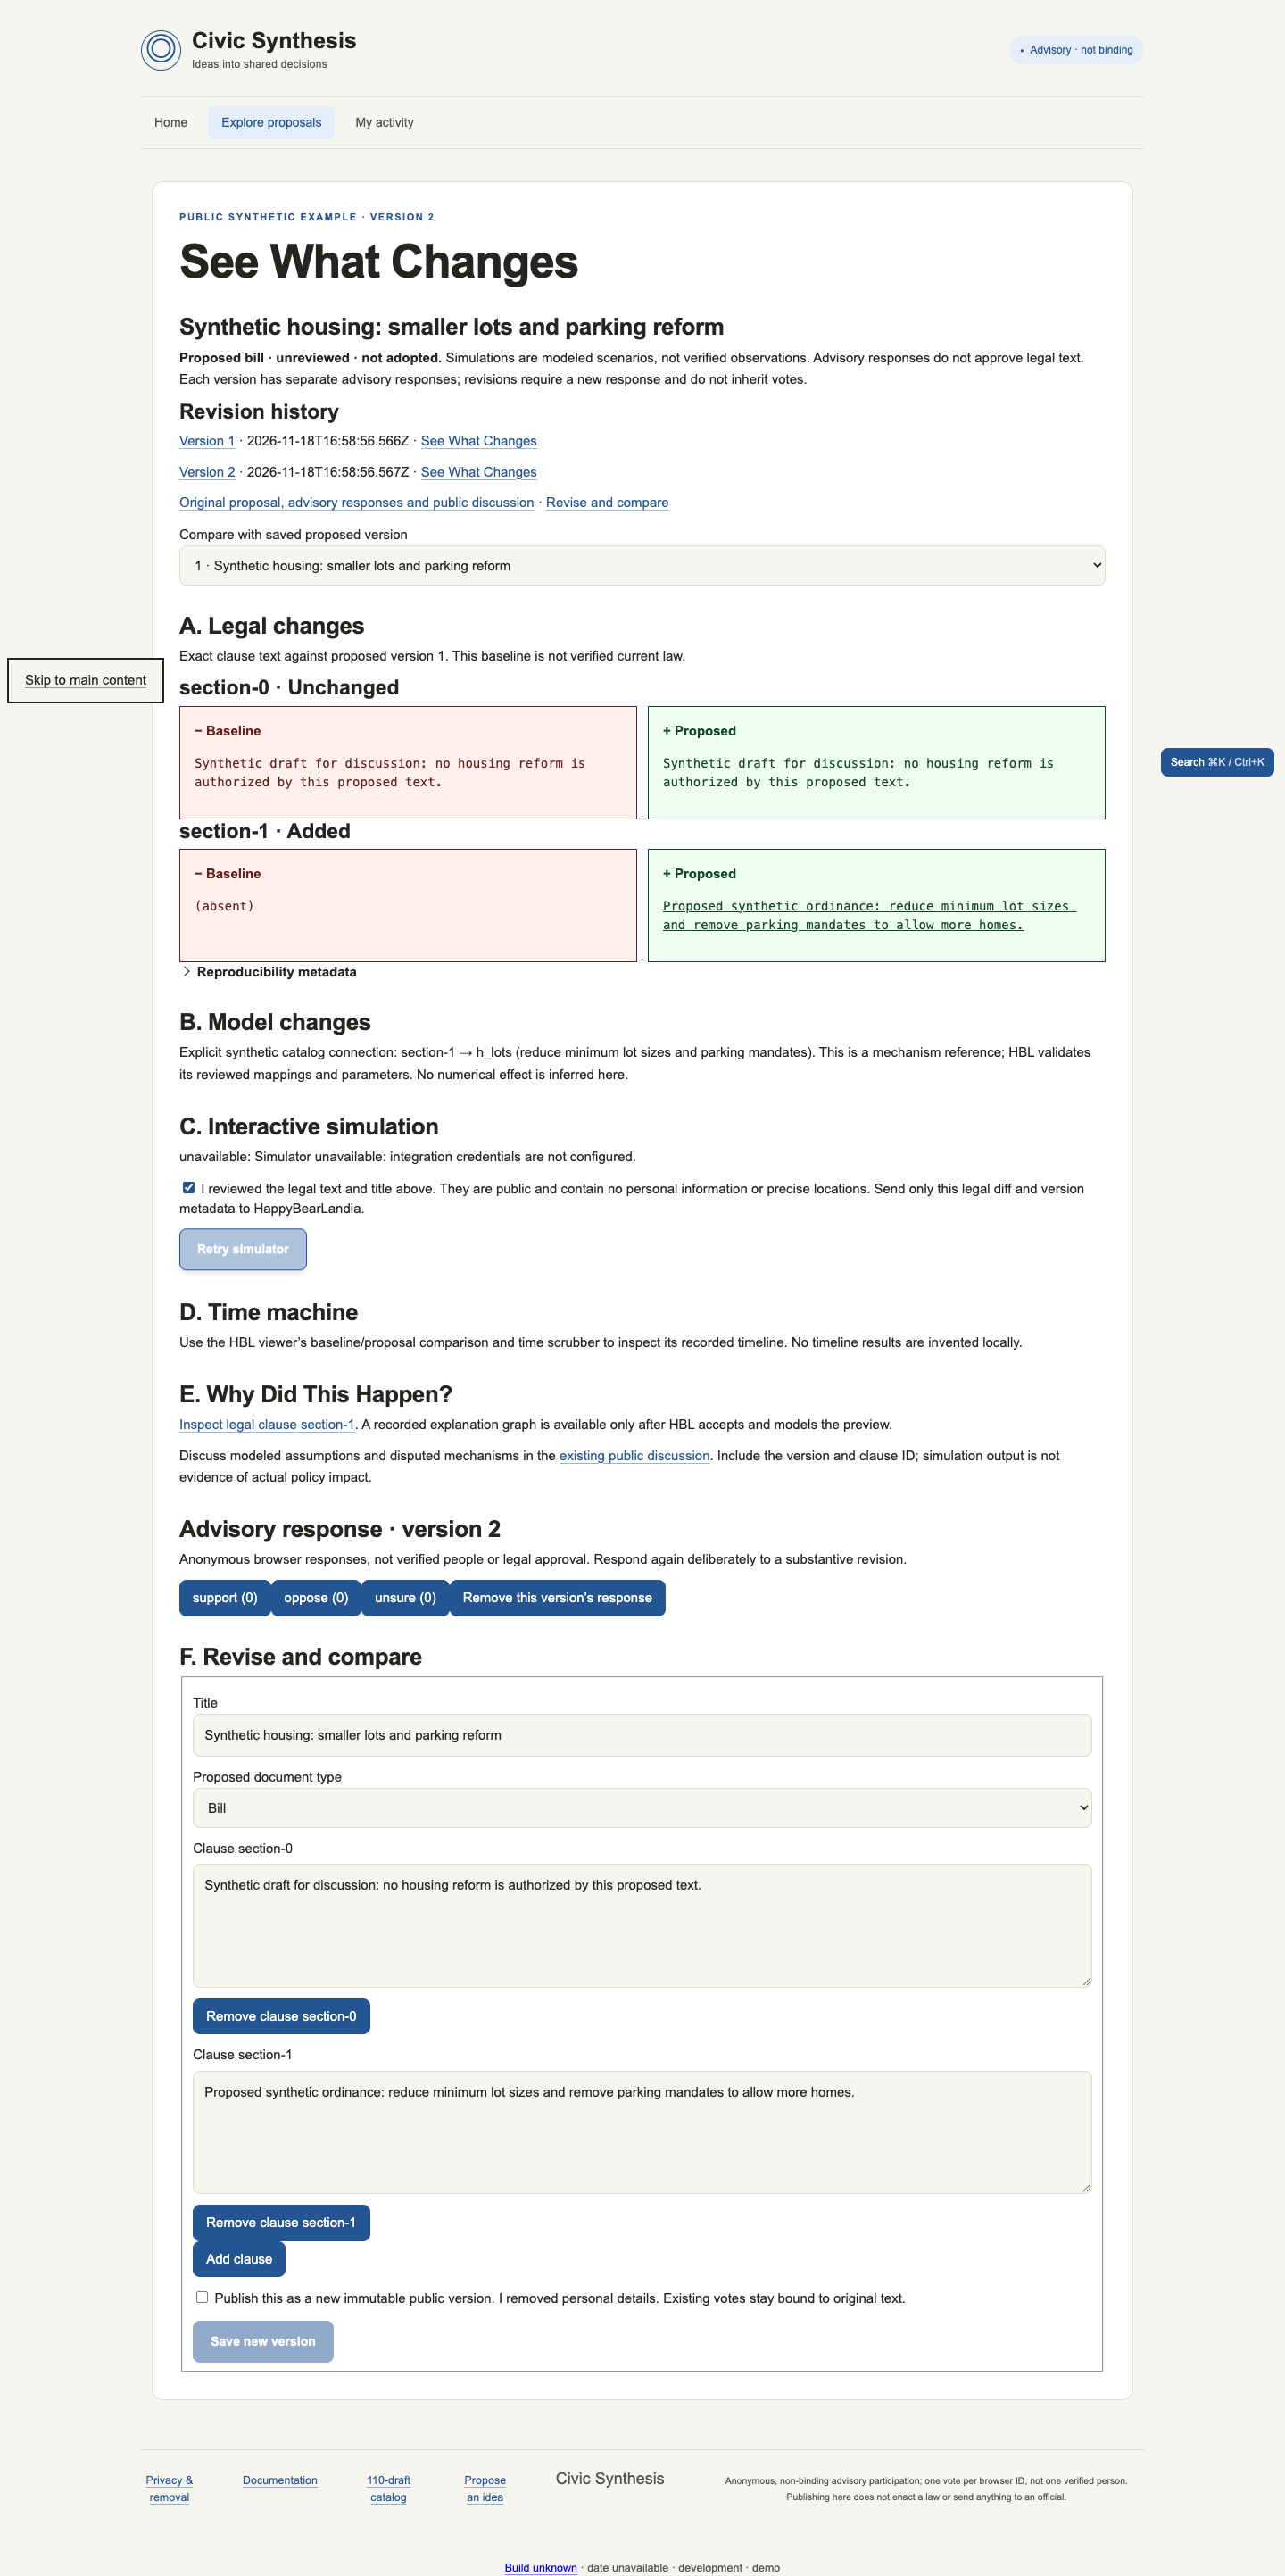 Civic Synthesis
Ideas into shared decisions
• Advisory · not binding
Home
Explore proposals
My activity
PUBLIC SYNTHETIC EXAMPLE · VERSION 2
See What Changes
Synthetic housing: smaller lots and parking reform
Proposed bill · unreviewed · not adopted. Simulations are modeled scenarios, not verified observations. Advisory responses do not approve legal text.
Each version has separate advisory responses; revisions require a new response and do not inherit votes.
Revision history
Version 1 · 2026-11-18T16:58:56.566Z · See What Changes
Version 2 · 2026-11-18T16:58:56.567Z · See What Changes
Original proposal, advisory responses and public discussion · Revise and compare
Compare with saved proposed version
1 · Synthetic housing: smaller lots and parking reform
A. Legal changes
Exact clause text against proposed version 1. This baseline is not verified current law.
Skip to main content
section-0 · Unchanged
− Baseline
Synthetic draft for discussion: no housing reform is
authorized by this proposed text.
+ Proposed
Synthetic draft for discussion: no housing reform is
authorized by this proposed text.
Search ⌘K / Ctrl+K
section-1 · Added
− Baseline
(absent)
+ Proposed
Proposed synthetic ordinance: reduce minimum lot sizes
and remove parking mandates to allow more homes.
Reproducibility metadata
B. Model changes
Explicit synthetic catalog connection: section-1 → h_lots (reduce minimum lot sizes and parking mandates). This is a mechanism reference; HBL validates
its reviewed mappings and parameters. No numerical effect is inferred here.
C. Interactive simulation
unavailable: Simulator unavailable: integration credentials are not configured.
I reviewed the legal text and title above. They are public and contain no personal information or precise locations. Send only this legal diff and version
metadata to HappyBearLandia.
Retry simulator
D. Time machine
Use the HBL viewer’s baseline/proposal comparison and time scrubber to inspect its recorded timeline. No timeline results are invented locally.
E. Why Did This Happen?
Inspect legal clause section-1. A recorded explanation graph is available only after HBL accepts and models the preview.
Discuss modeled assumptions and disputed mechanisms in the existing public discussion. Include the version and clause ID; simulation output is not
evidence of actual policy impact.
Advisory response · version 2
Anonymous browser responses, not verified people or legal approval. Respond again deliberately to a substantive revision.
support (0)
oppose (0)
unsure (0)
Remove this version’s response
F. Revise and compare
Title
Synthetic housing: smaller lots and parking reform
Proposed document type
Bill
Clause section-0
Synthetic draft for discussion: no housing reform is authorized by this proposed text.
Remove clause section-0
Clause section-1
Proposed synthetic ordinance: reduce minimum lot sizes and remove parking mandates to allow more homes.
Remove clause section-1
Add clause
Publish this as a new immutable public version. I removed personal details. Existing votes stay bound to original text.
Save new version
Privacy &
removal
Documentation
110-draft
catalog
Propose
an idea
Civic Synthesis
Anonymous, non-binding advisory participation; one vote per browser ID, not one verified person.
Publishing here does not enact a law or send anything to an official.
Build unknown · date unavailable · development · demo